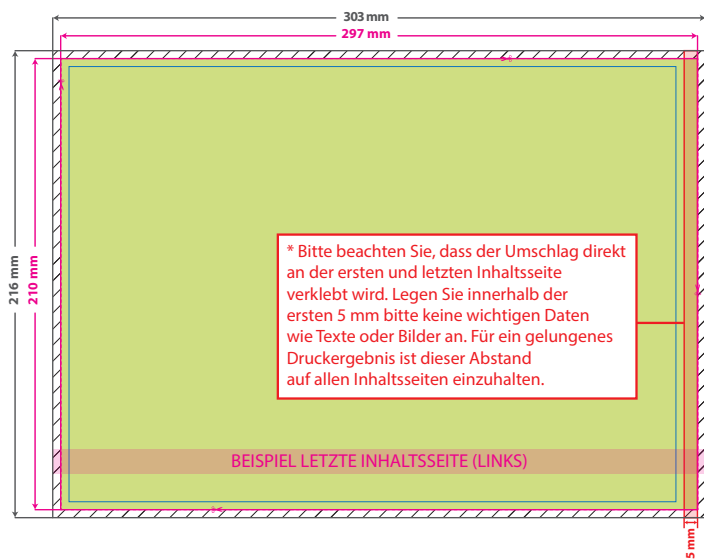 303 mm
297 mm
216 mm
210 mm
* Bitte beachten Sie, dass der Umschlag direkt
an der ersten und letzten Inhaltsseite
verklebt wird. Legen Sie innerhalb der
ersten 5 mm bitte keine wichtigen Daten
wie Texte oder Bilder an. Für ein gelungenes
Druckergebnis ist dieser Abstand
auf allen Inhaltsseiten einzuhalten.
BEISPIEL LETZTE INHALTSSEITE (LINKS)
5 mm